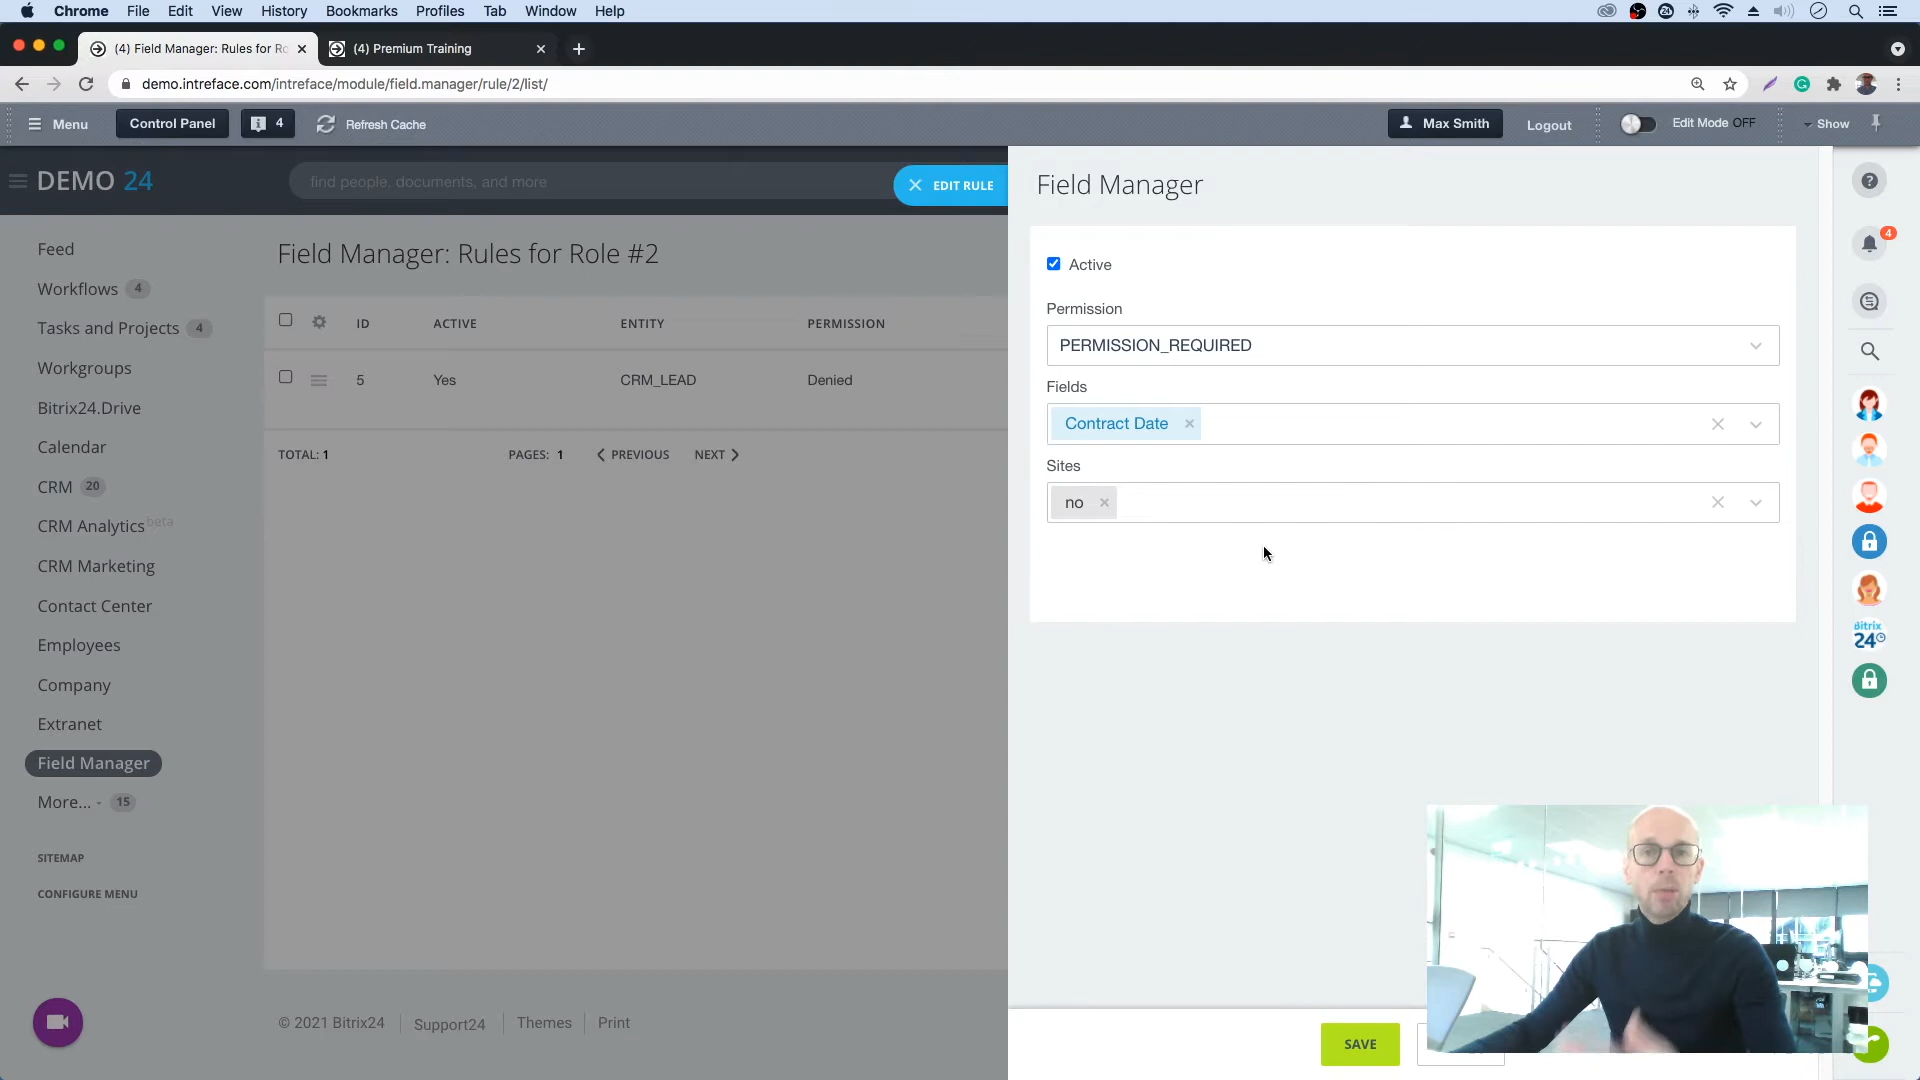 Chrome File Edit View History Bookmarks Profiles Tab Window Help
(4) Field Manager: Rules for Ro
(4) Premium Training
demo.intreface.com/intreface/module/field.manager/rule/2/list/
Menu
Control Panel
4
Refresh Cache
Max Smith
Logout
Edit Mode OFF
Show
DEMO 24
find people, documents, and more
EDIT RULE
Field Manager
4
Feed
Workflows 4
Tasks and Projects 4
Workgroups
Bitrix24.Drive
Calendar
CRM 20
CRM Analytics beta
CRM Marketing
Contact Center
Employees
Company
Extranet
Field Manager
More... 15
SITEMAP
CONFIGURE MENU
Field Manager: Rules for Role #2
ID ACTIVE ENTITY PERMISSION
5 Yes CRM_LEAD Denied
TOTAL: 1 PAGES: 1 PREVIOUS NEXT
Active
Permission
PERMISSION_REQUIRED
Fields
Contract Date
Sites
no
Bitrix
24
SAVE
© 2021 Bitrix24 Support24 Themes Print